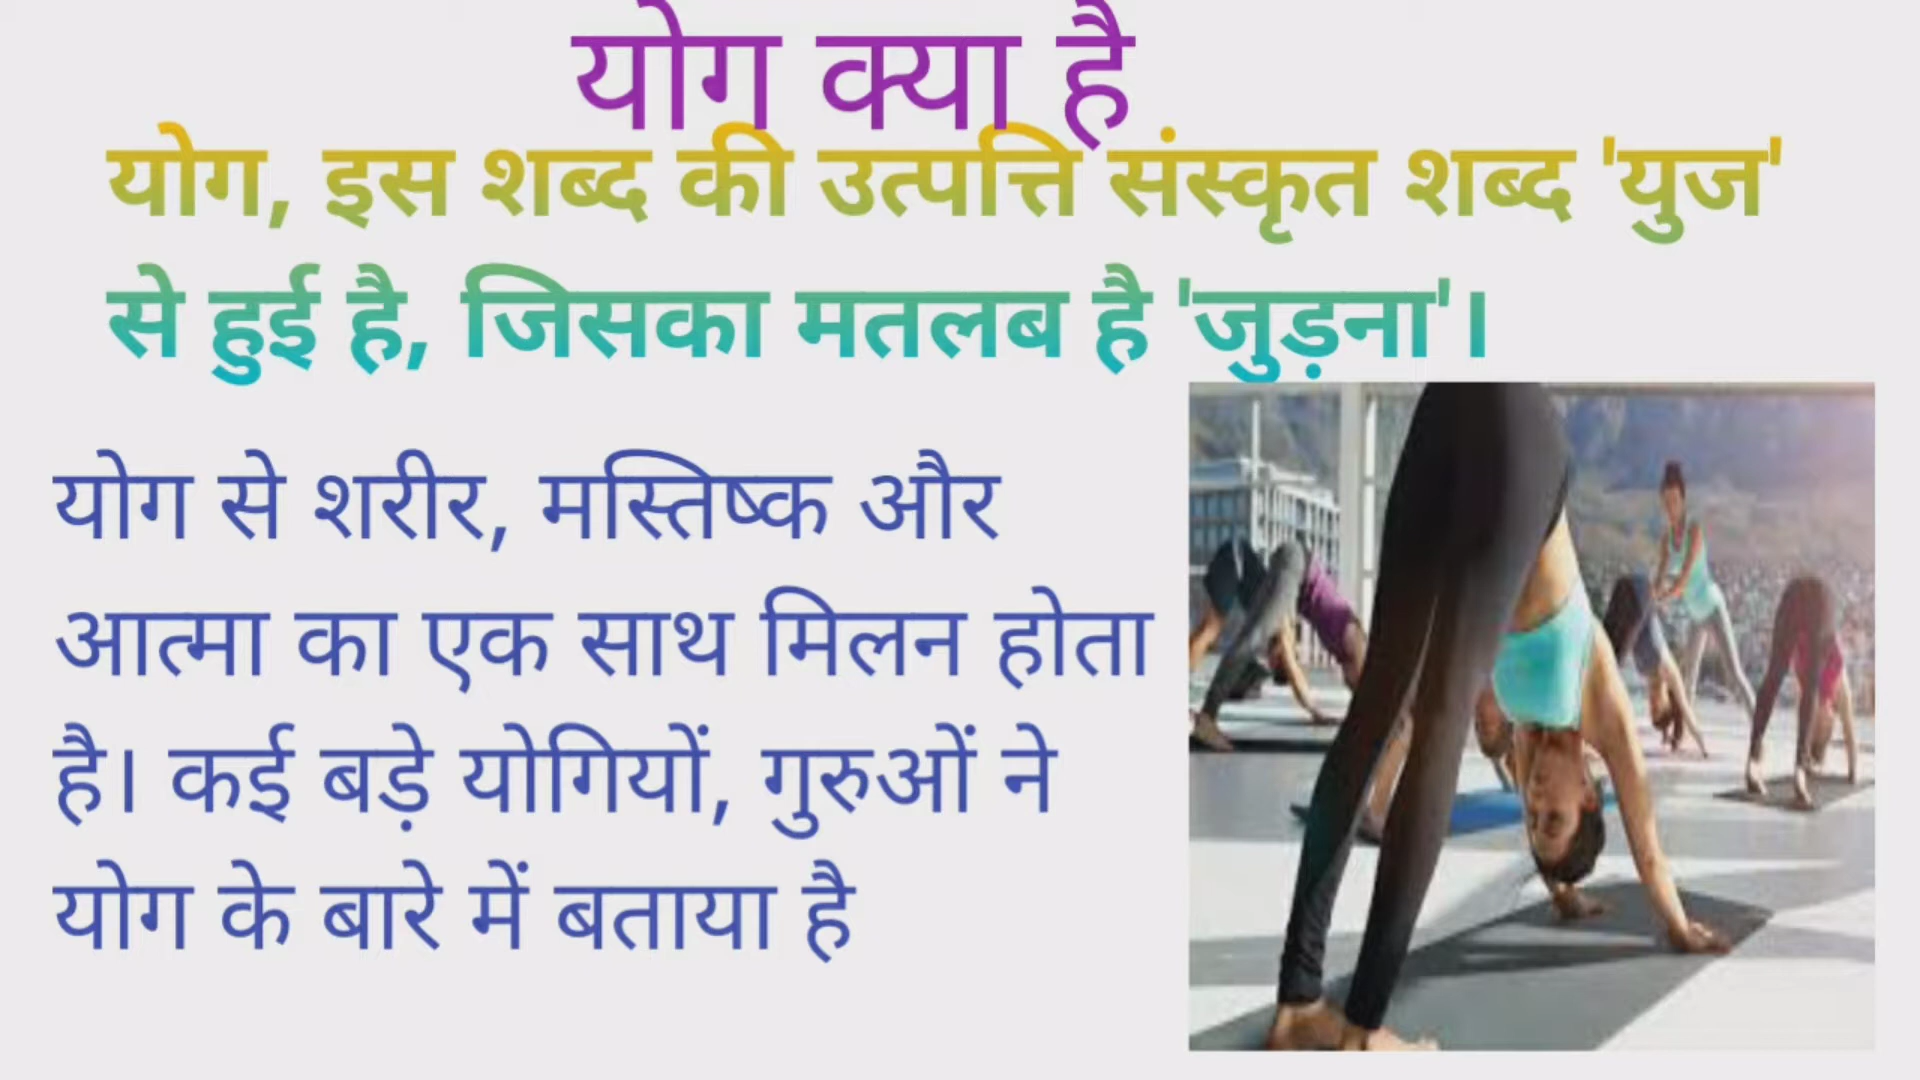 योग क्या है
योग, इस शब्द की उत्पत्ति संस्कृत शब्द 'युज'
से हुई है, जिसका मतलब है 'जुड़ना'।
योग से शरीर, मस्तिष्क और
आत्मा का एक साथ मिलन होता
है। कई बड़े योगियों, गुरुओं ने
योग के बारे में बताया है